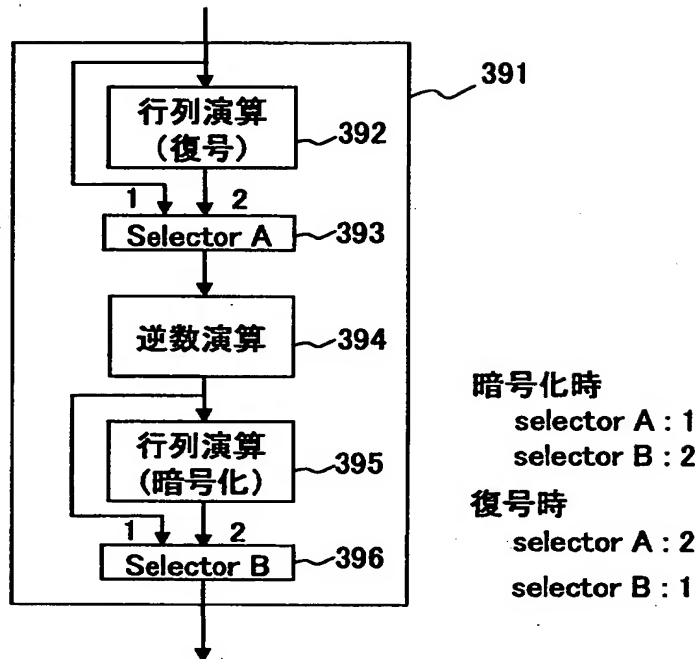 391
行列演算
(復号)
392
1
2
Selector A
393
逆数演算
394
行列演算
(暗号化)
395
1
2
Selector B
396
暗号化時
selector A : 1
selector B : 2
復号時
selector A : 2
selector B : 1